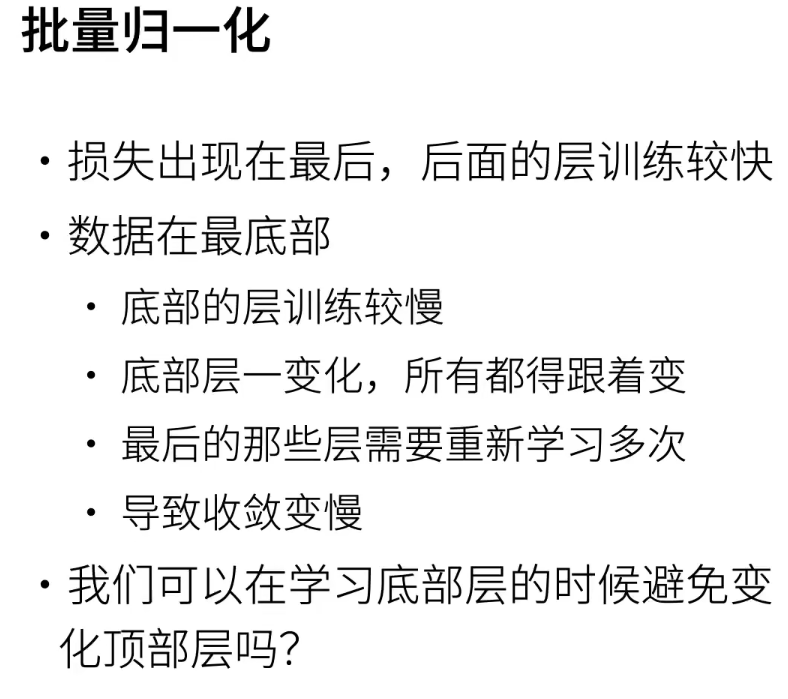 批量归一化
• 损失出现在最后，后面的层训练较快
• 数据在最底部
• 底部的层训练较慢
• 底部层一变化，所有都得跟着变
• 最后的那些层需要重新学习多次
• 导致收敛变慢
• 我们可以在学习底部层的时候避免变
化顶部层吗？